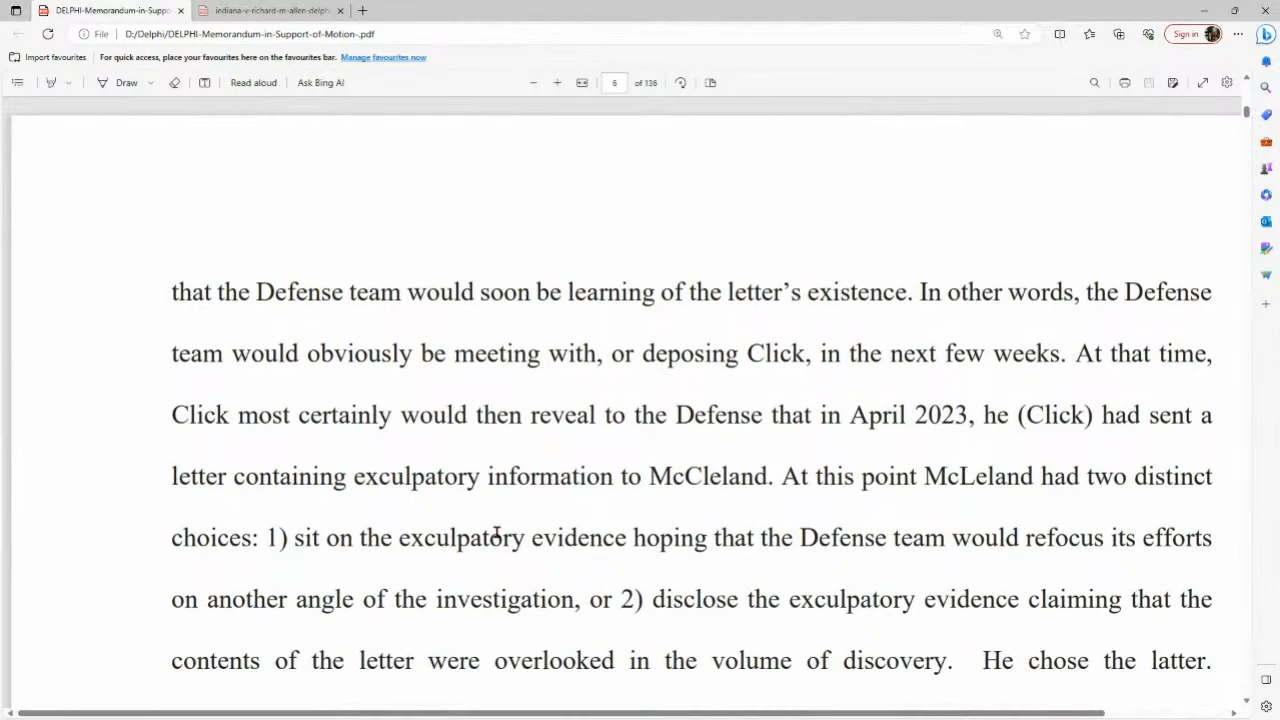 DELPHI-Memorandum-in-Suppo
indiana-v-richard-m-allen-delph
File
D:/Delphi/DELPHI-Memorandum-in-Support-of-Motion-.pdf
Sign in
Import favourites
For quick access, place your favourites here on the favourites bar. Manage favourites now
Draw
Read aloud
Ask Bing AI
6 of 136
that the Defense team would soon be learning of the letter’s existence. In other words, the Defense
team would obviously be meeting with, or deposing Click, in the next few weeks. At that time,
Click most certainly would then reveal to the Defense that in April 2023, he (Click) had sent a
letter containing exculpatory information to McCleland. At this point McLeland had two distinct
choices: 1) sit on the exculpatory evidence hoping that the Defense team would refocus its efforts
on another angle of the investigation, or 2) disclose the exculpatory evidence claiming that the
contents of the letter were overlooked in the volume of discovery. He chose the latter.